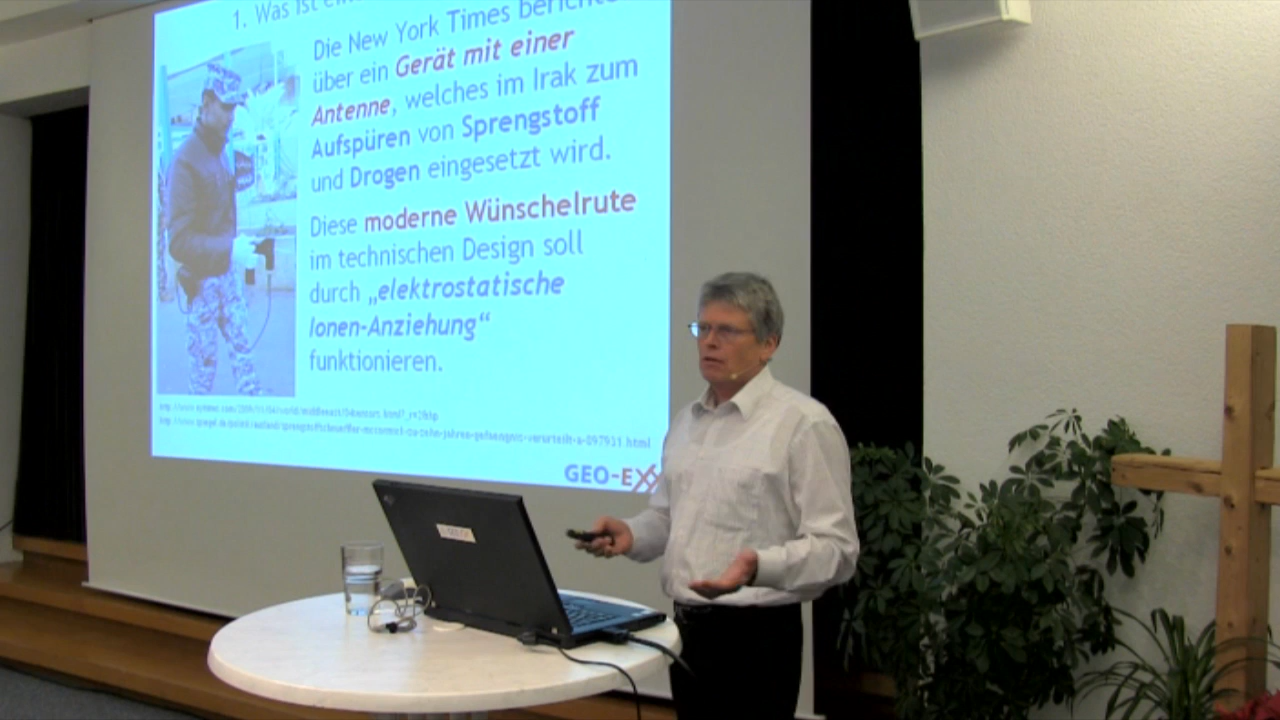 1. Was ist
Die New York Times berichte
über ein Gerät mit einer
Antenne, welches im Irak zum
Aufspüren von Sprengstoff
und Drogen eingesetzt wird.
Diese moderne Wünschelrute
im technischen Design soll
durch „elektrostatische
Ionen-Anziehung“
funktionieren.
GEO-EX